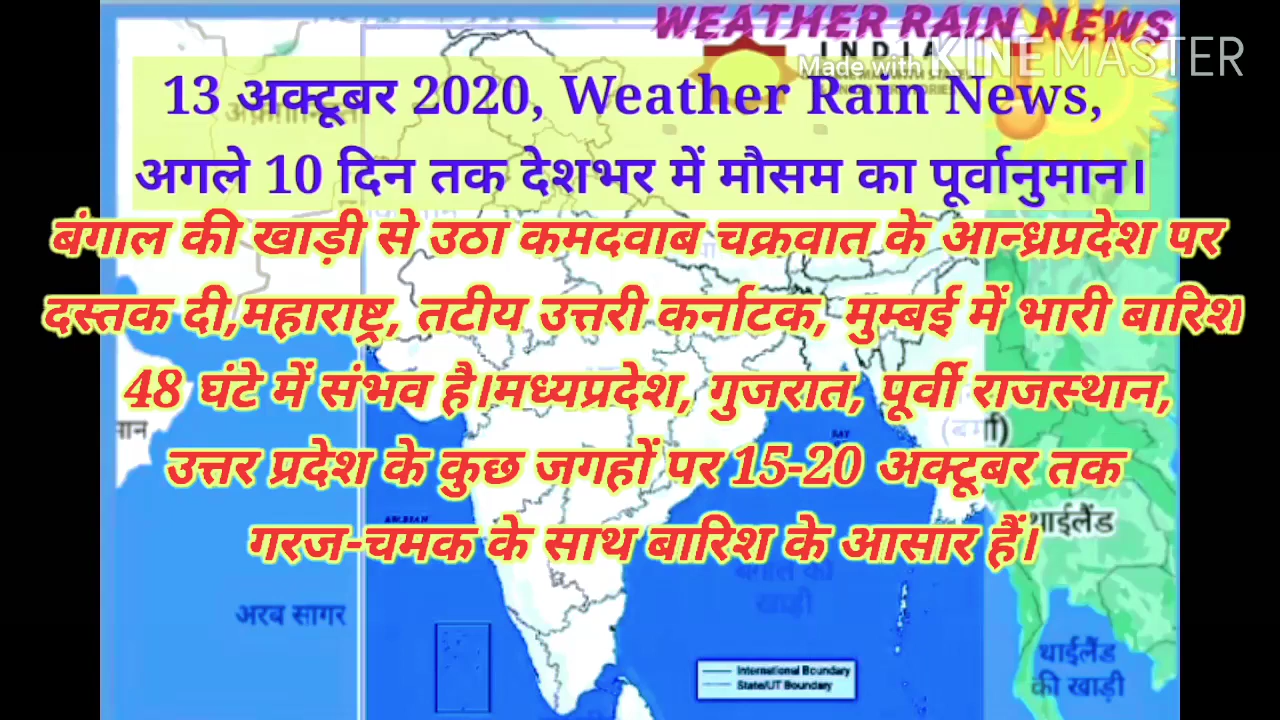 WEATHER RAIN NEWS
INDIA
Made with KINEMASTER
13 अक्टूबर 2020, Weather Rain News,
अगले 10 दिन तक देशभर में मौसम का पूर्वानुमान।
बंगाल की खाड़ी से उठा कमदवाब चक्रवात के आन्ध्रप्रदेश पर
दस्तक दी,महाराष्ट्र, तटीय उत्तरी कर्नाटक, मुम्बई में भारी बारिश
48 घंटे में संभव है।मध्यप्रदेश, गुजरात, पूर्वी राजस्थान,
(बर्मा)
उत्तर प्रदेश के कुछ जगहों पर 15-20 अक्टूबर तक
थाईलैंड
गरज-चमक के साथ बारिश के आसार हैं।
बंगाल की
खाड़ी
अरब सागर
थाईलैंड
की खाड़ी
International Boundary
State/UT Boundary